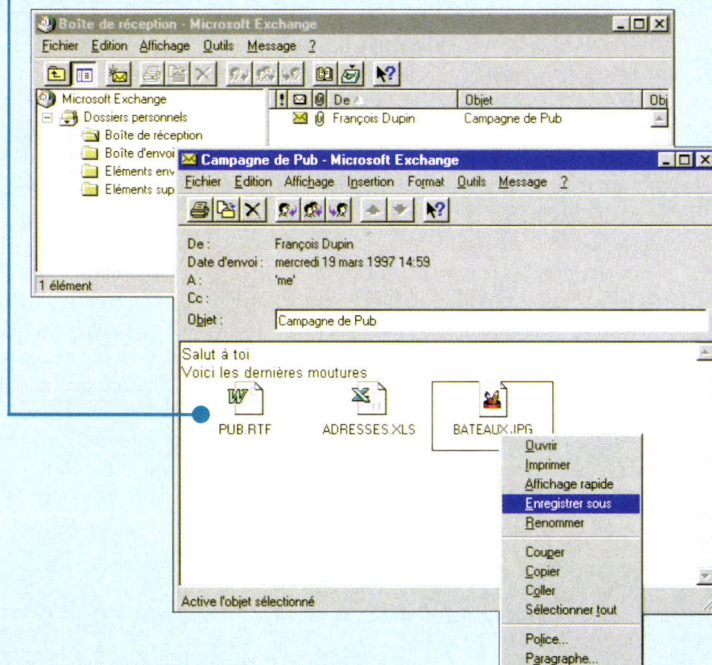 Boîte de réception - Microsoft Exchange
Fichier Edition Affichage Outils Message ?
Microsoft Exchange
! De Objet Obj
Dossiers personnels
François Dupin Campagne de Pub
Boîte de réception
Boîte d'envoi
Eléments env
Eléments sup
1 élément
Campagne de Pub - Microsoft Exchange
Fichier Edition Affichage Insertion Format Outils Message ?
De : François Dupin
Date d'envoi : mercredi 19 mars 1997 14:59
A : 'me'
Cc :
Objet : Campagne de Pub
Salut à toi
Voici les dernières moutures
PUB.RTF ADRESSES.XLS BATEAUX.JPG
Ouvrir
Imprimer
Affichage rapide
Enregistrer sous
Renommer
Couper
Copier
Coller
Sélectionner tout
Police...
Paragraphe...
Active l'objet sélectionné